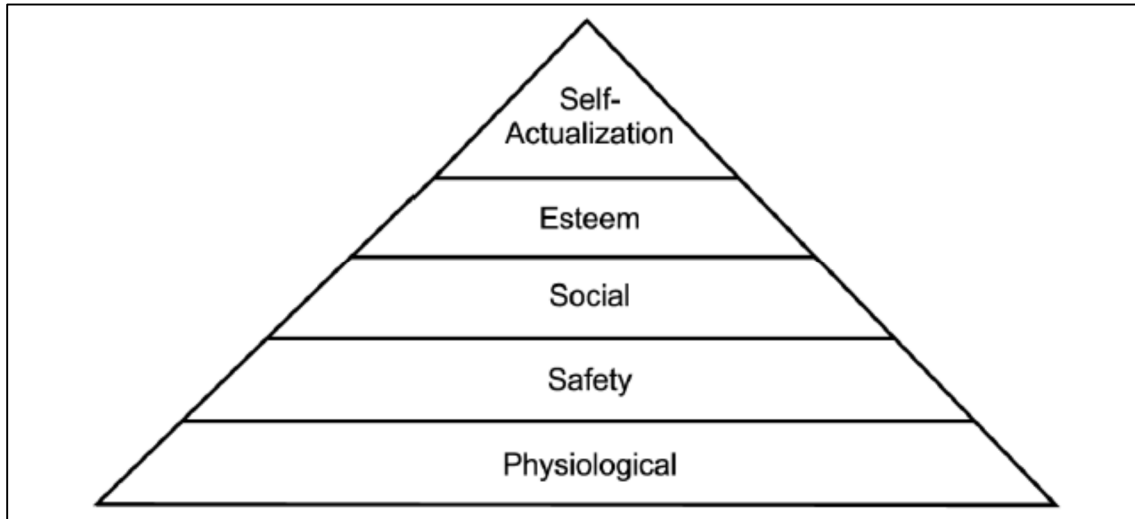 Self-
Actualization
Esteem
Social
Safety
Physiological